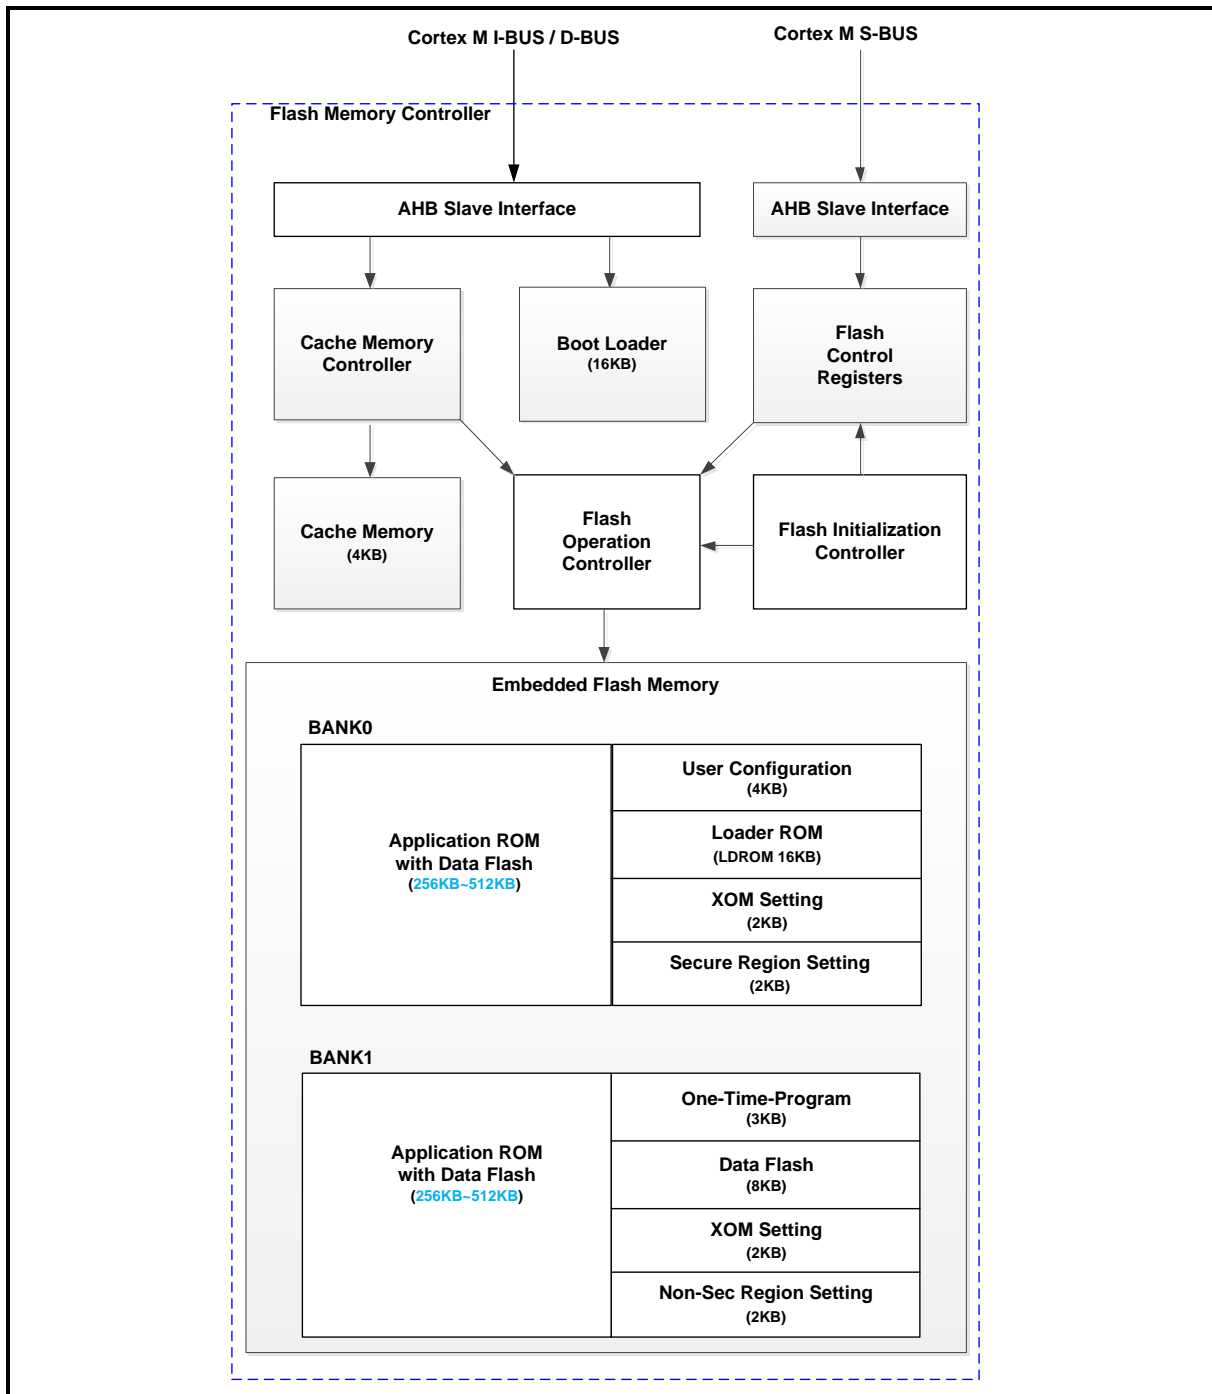 Cortex M I-BUS / D-BUS
Cortex M S-BUS
Flash Memory Controller
AHB Slave Interface
AHB Slave Interface
Cache Memory
Controller
Boot Loader
(16KB)
Flash
Control
Registers
Cache Memory
(4KB)
Flash
Operation
Controller
Flash Initialization
Controller
Embedded Flash Memory
BANK0
Application ROM
with Data Flash
(256KB~512KB)
User Configuration
(4KB)
Loader ROM
(LDROM 16KB)
XOM Setting
(2KB)
Secure Region Setting
(2KB)
BANK1
Application ROM
with Data Flash
(256KB~512KB)
One-Time-Program
(3KB)
Data Flash
(8KB)
XOM Setting
(2KB)
Non-Sec Region Setting
(2KB)